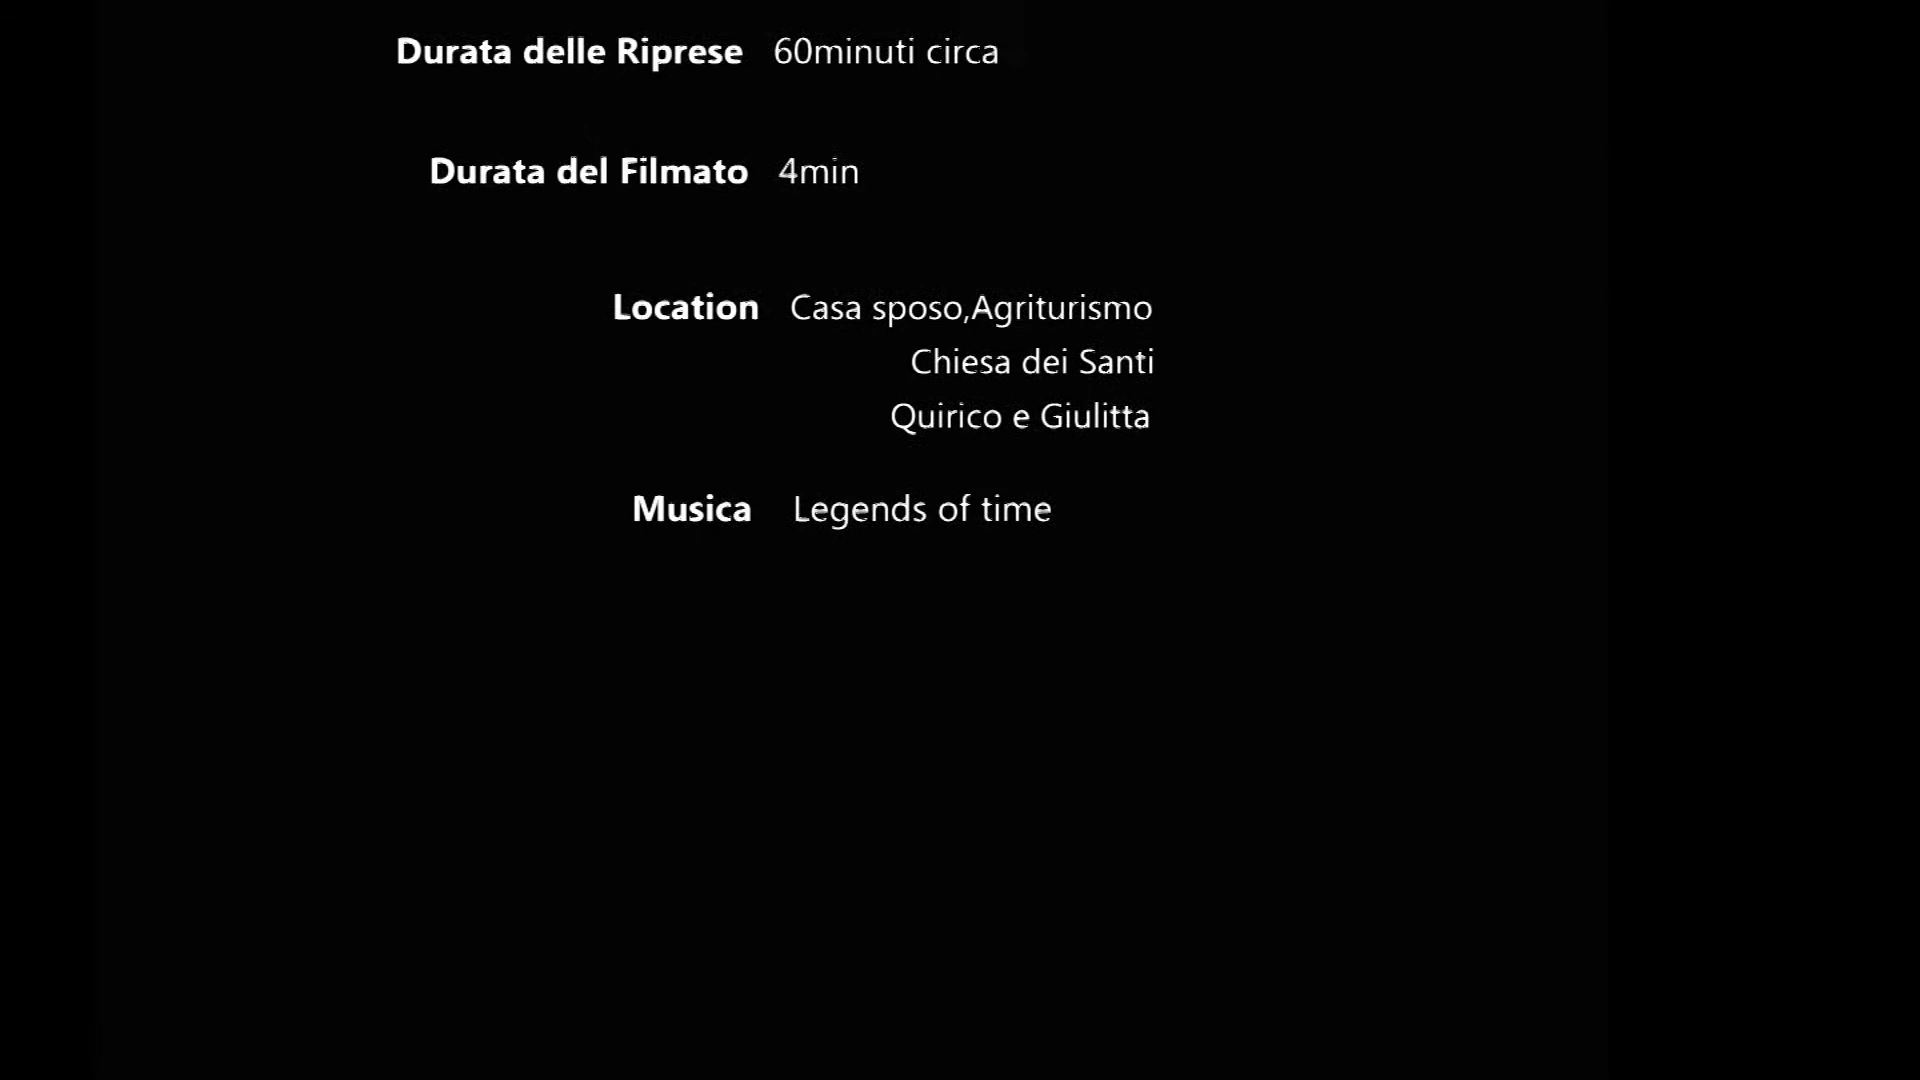 Durata delle Riprese 60minuti circa
Durata del Filmato 4min
Location Casa sposo,Agriturismo
Chiesa dei Santi
Quirico e Giulitta
Musica Legends of time